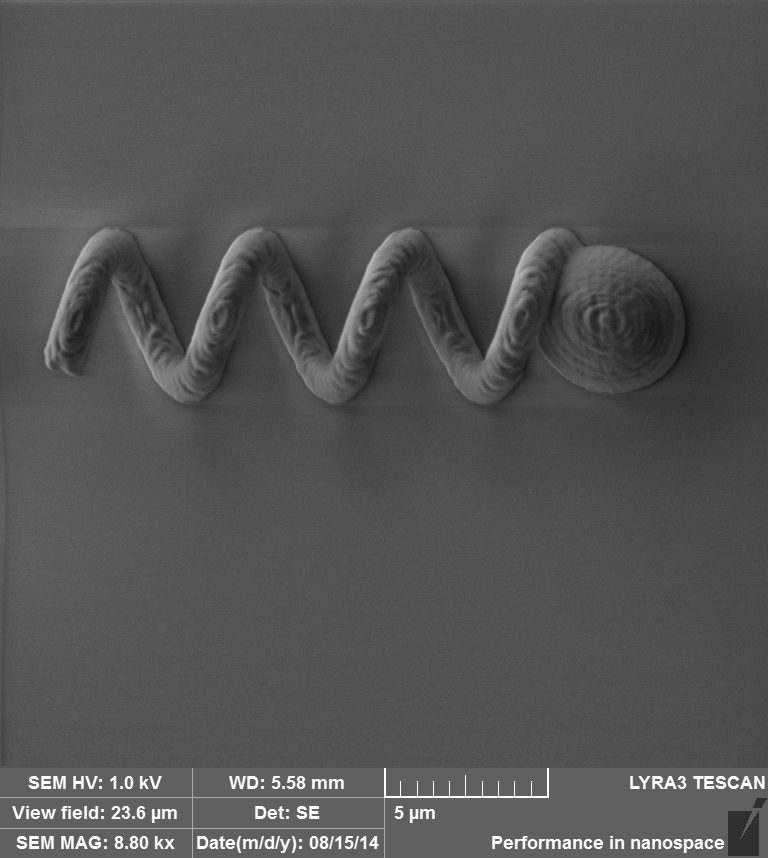 SEM HV: 1.0 kV WD: 5.58 mm LYRA3 TESCAN
View field: 23.6 µm Det: SE 5 µm
SEM MAG: 8.80 kx Date(m/d/y): 08/15/14 Performance in nanospace